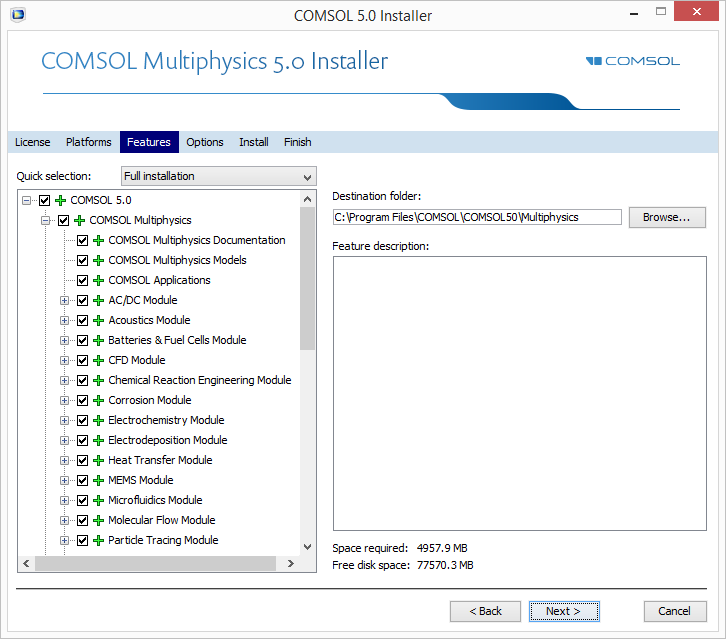 COMSOL 5.0 Installer
COMSOL Multiphysics 5.0 Installer
COMSOL
License Platforms Features Options Install Finish
Quick selection: Full installation
COMSOL 5.0
COMSOL Multiphysics
COMSOL Multiphysics Documentation
COMSOL Multiphysics Models
COMSOL Applications
AC/DC Module
Acoustics Module
Batteries & Fuel Cells Module
CFD Module
Chemical Reaction Engineering Module
Corrosion Module
Electrochemistry Module
Electrodeposition Module
Heat Transfer Module
MEMS Module
Microfluidics Module
Molecular Flow Module
Particle Tracing Module
Destination folder:
C:\Program Files\COMSOL\COMSOL50\Multiphysics Browse...
Feature description:
Space required: 4957.9 MB
Free disk space: 77570.3 MB
< Back Next > Cancel